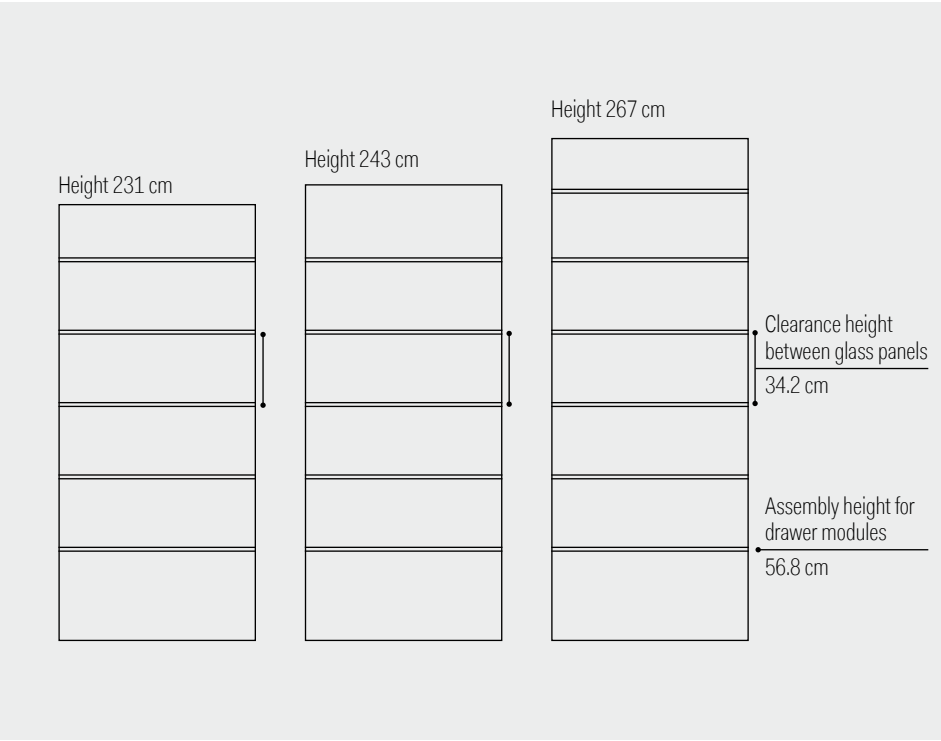 Height 267 cm
Height 243 cm
Height 231 cm
Clearance height
between glass panels
34.2 cm
Assembly height for
drawer modules
56.8 cm